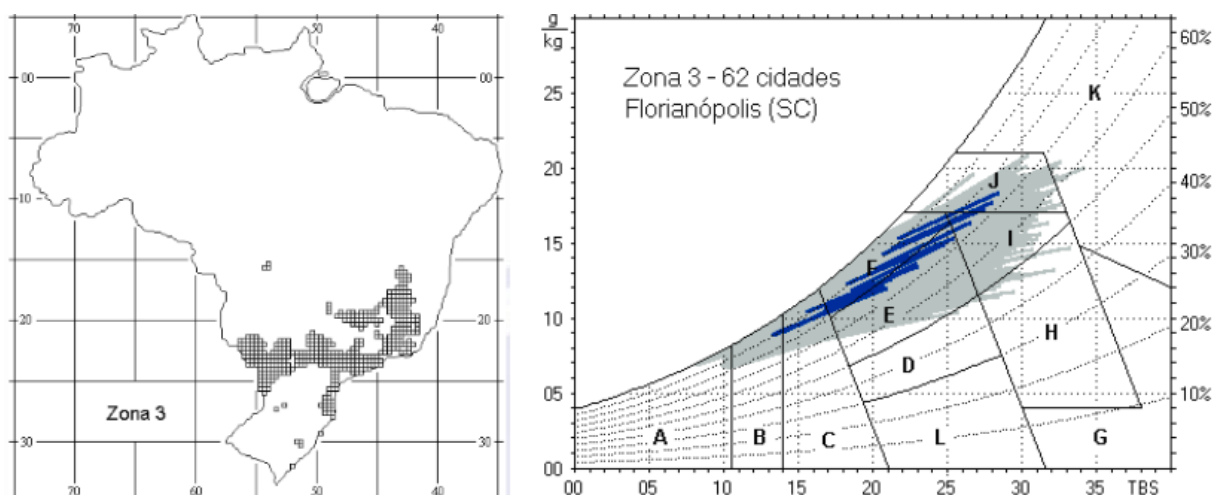 70 60 50 40
00 00
10 10
20 20
Zona 3
30 30
70 60 50 40
g
kg
Zona 3 - 62 cidades
Florianópolis (SC)
60%
25
K
50%
20
J
40%
15
I
30%
F
10
E
20%
H
D
05
10%
A B C L G
00
00 05 10 15 20 25 30 35 TBS